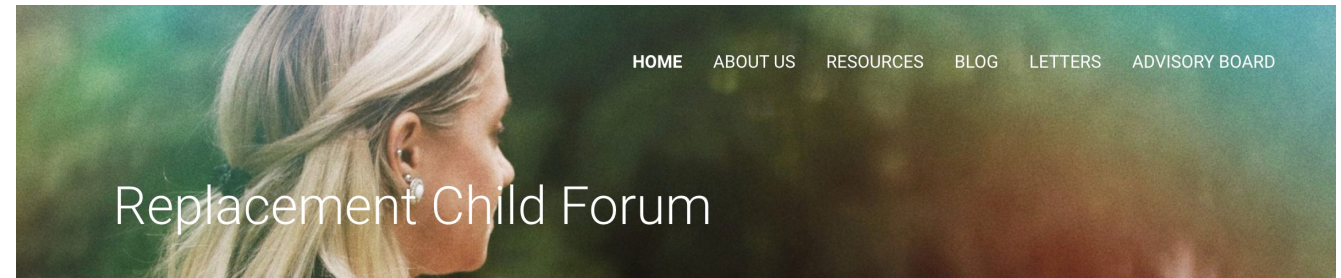 HOME ABOUT US RESOURCES BLOG LETTERS ADVISORY BOARD
Replacement Child Forum